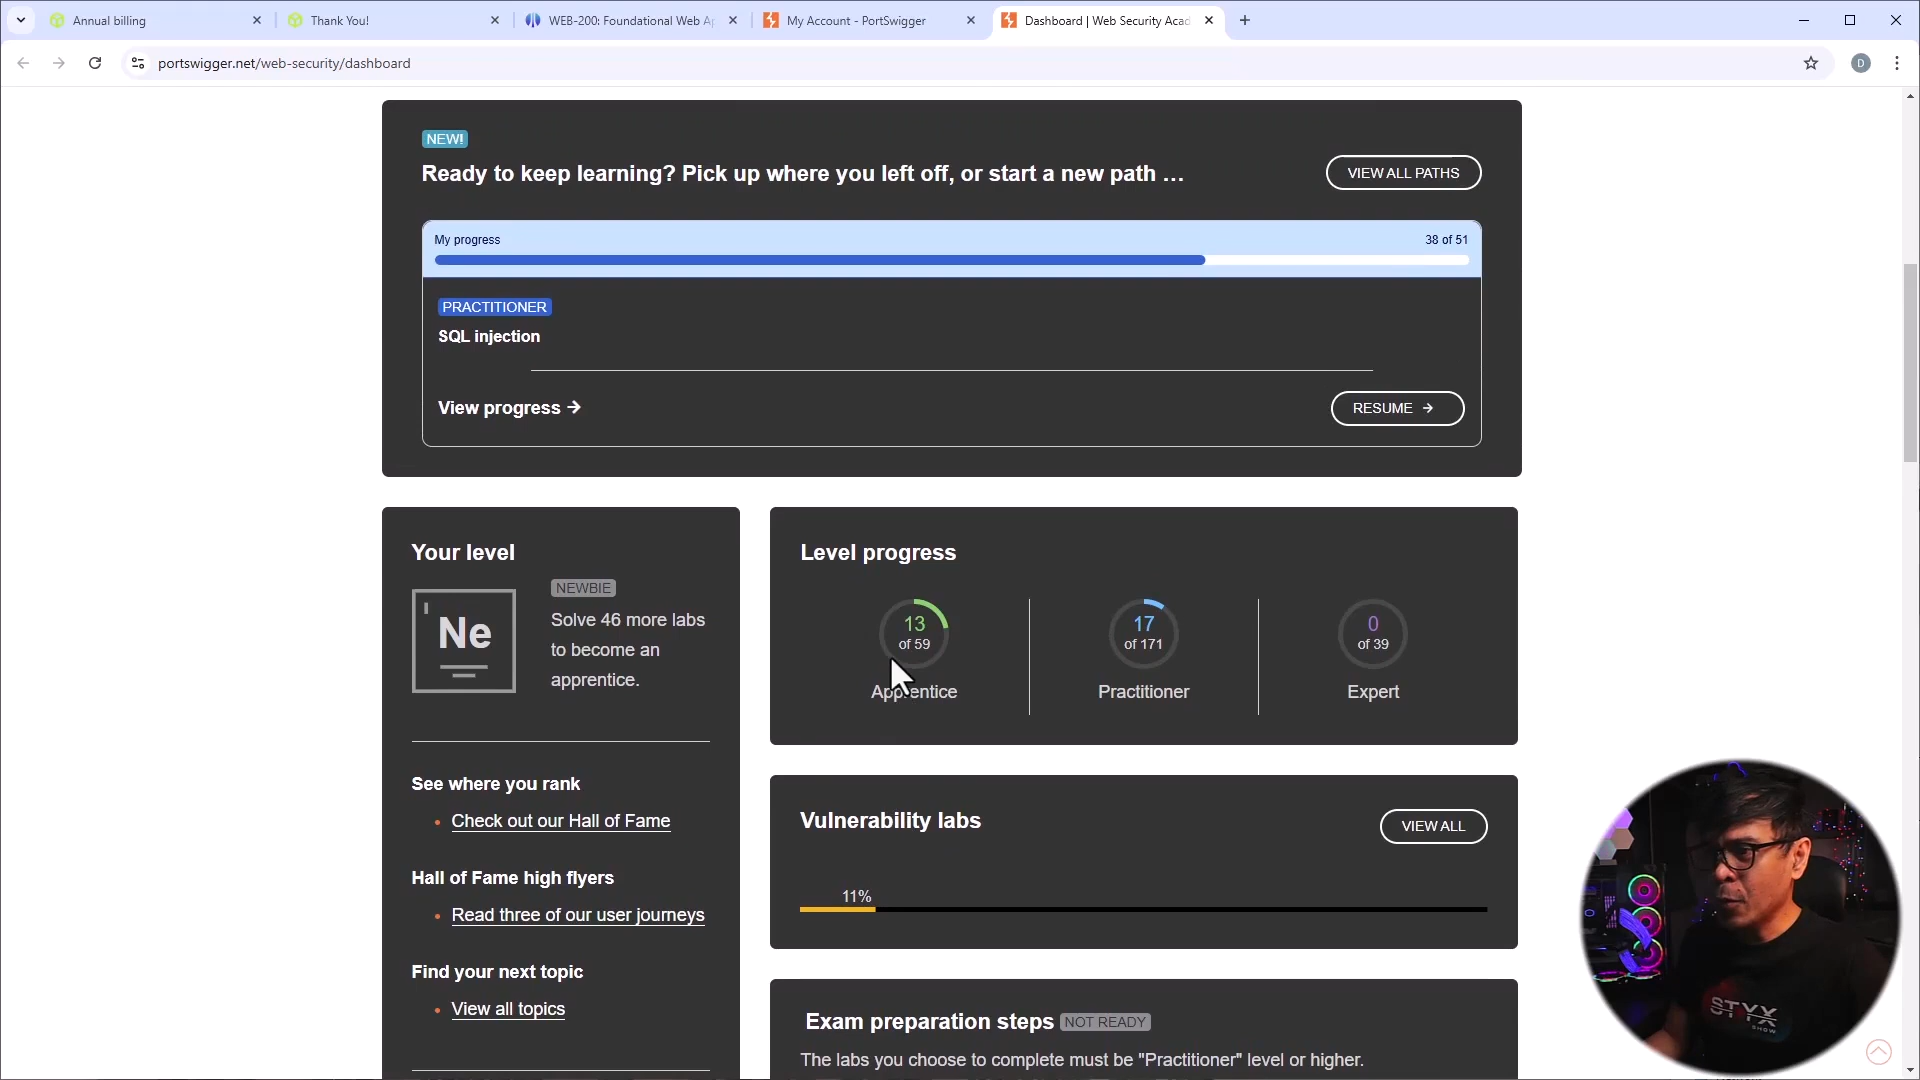 Annual billing
Thank You!
WEB-200: Foundational Web Ap
My Account - PortSwigger
Dashboard | Web Security Acad
portswigger.net/web-security/dashboard
D
NEW!
Ready to keep learning? Pick up where you left off, or start a new path …
VIEW ALL PATHS
My progress
38 of 51
PRACTITIONER
SQL injection
View progress →
RESUME →
Your level
Ne
NEWBIE
Solve 46 more labs
to become an
apprentice.
See where you rank
• Check out our Hall of Fame
Hall of Fame high flyers
• Read three of our user journeys
Find your next topic
• View all topics
Level progress
13
of 59
Apprentice
17
of 171
Practitioner
0
of 39
Expert
Vulnerability labs
VIEW ALL
11%
Exam preparation steps NOT READY
The labs you choose to complete must be "Practitioner" level or higher.
STYX
SHOW